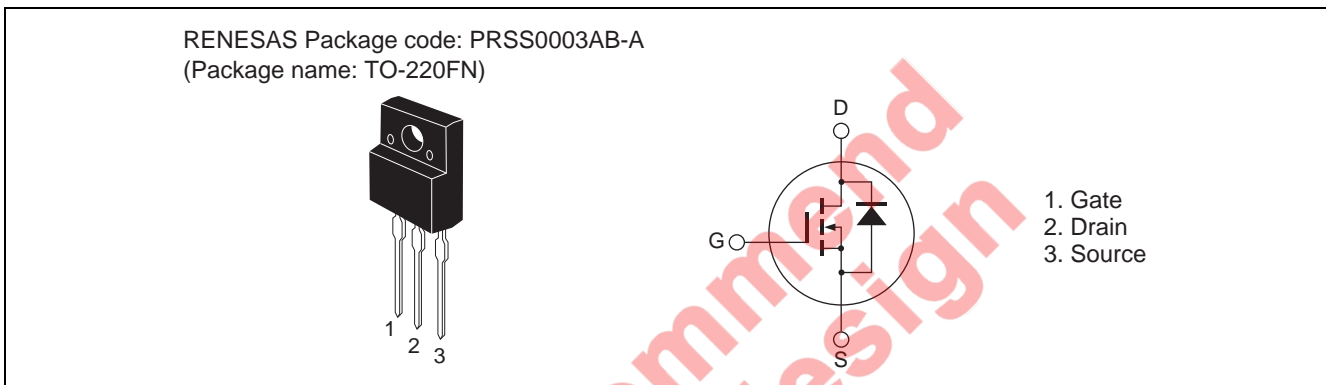 RENESAS Package code: PRSS0003AB-A
(Package name: TO-220FN)
D
G
S
1. Gate
2. Drain
3. Source
1
2
3